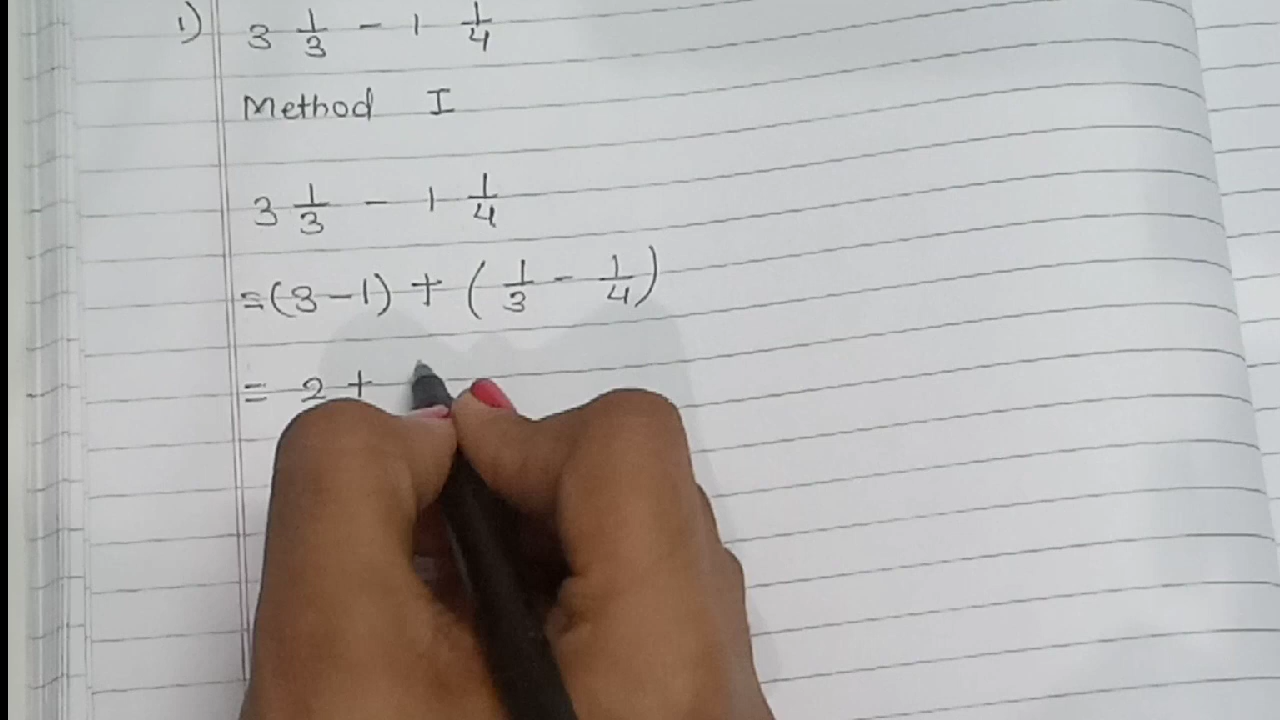 1) 3 1/3 - 1 1/4
Method I
3 1/3 - 1 1/4
= (3 - 1) + (1/3 - 1/4)
= 2 +